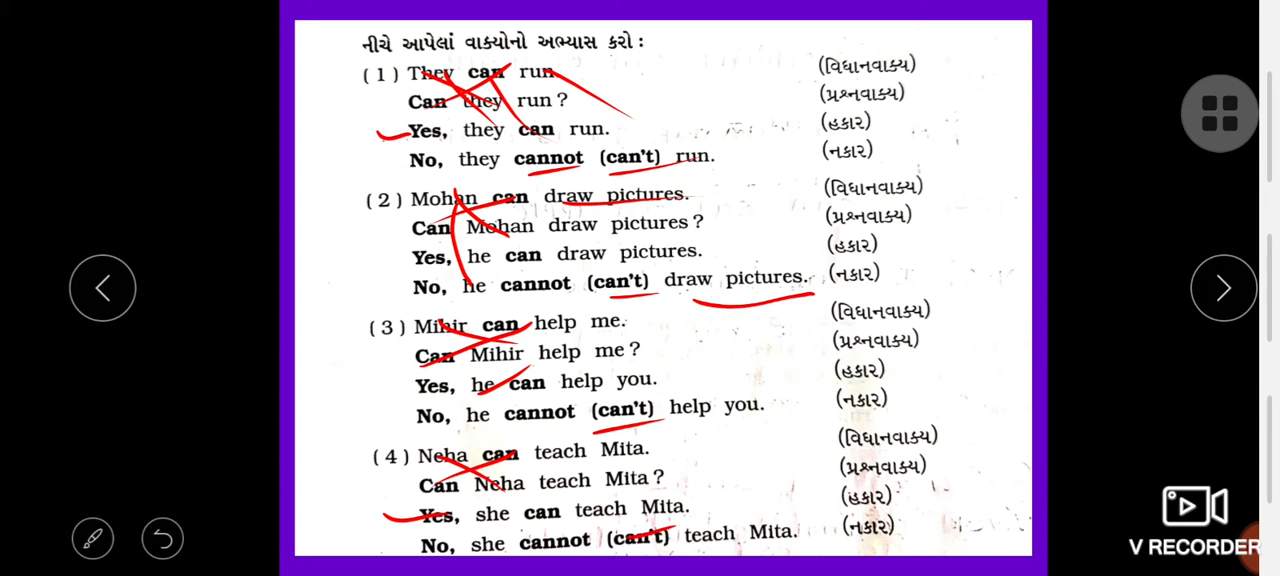 નીચે આપેલાં વાક્યોનો અભ્યાસ કરો :
(1) They can run (વિધાનવાક્ય)
Can they run? (પ્રશ્નવાક્ય)
Yes, they can run. (હકાર)
No, they cannot (can't) run. (નકાર)
(2) Mohan can draw pictures. (વિધાનવાક્ય)
Can Mohan draw pictures? (પ્રશ્નવાક્ય)
Yes, he can draw pictures. (હકાર)
No, he cannot (can't) draw pictures. (નકાર)
(3) Mihir can help me. (વિધાનવાક્ય)
Can Mihir help me? (પ્રશ્નવાક્ય)
Yes, he can help you. (હકાર)
No, he cannot (can't) help you. (નકાર)
(4) Neha can teach Mita. (વિધાનવાક્ય)
Can Neha teach Mita? (પ્રશ્નવાક્ય)
Yes, she can teach Mita. (હકાર)
No, she cannot (can't) teach Mita. (નકાર)
V RECORDER